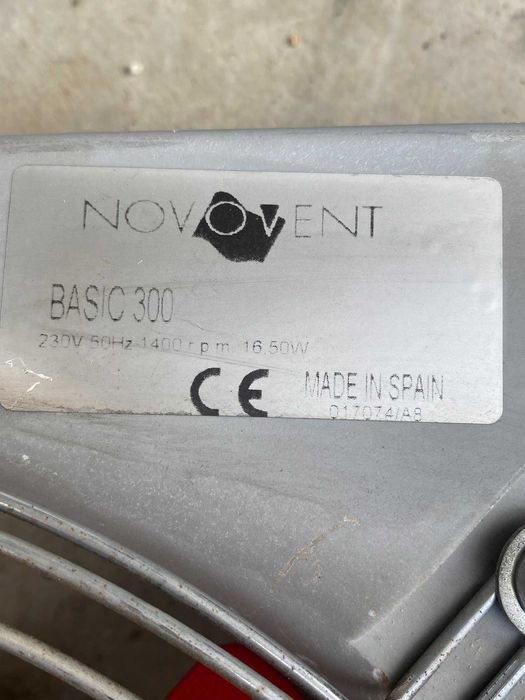 NOVOVENT
BASIC 300
230V 50Hz 1400 r p m 16,50W
CE MADE IN SPAIN
017074/A8